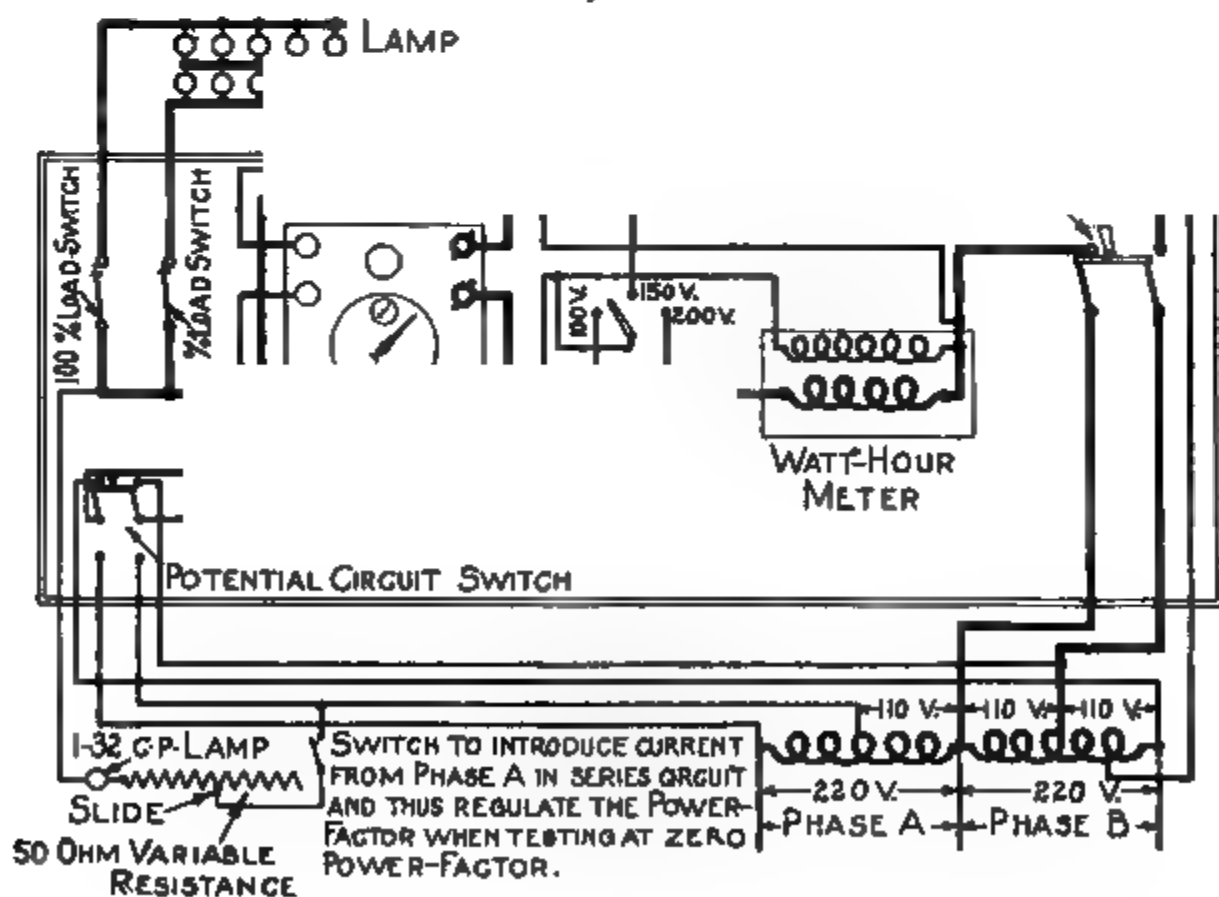 LAMP
100 % LOAD SWITCH
% LOAD SWITCH
100 V.
150 V.
200 V.
WATT-HOUR
METER
POTENTIAL CIRCUIT SWITCH
110 V.
110 V.
110 V.
1-32 C.P. LAMP
SLIDE
50 OHM VARIABLE
RESISTANCE
SWITCH TO INTRODUCE CURRENT
FROM PHASE A IN SERIES CIRCUIT
AND THUS REGULATE THE POWER-
FACTOR WHEN TESTING AT ZERO
POWER-FACTOR.
220 V.
220 V.
PHASE A
PHASE B